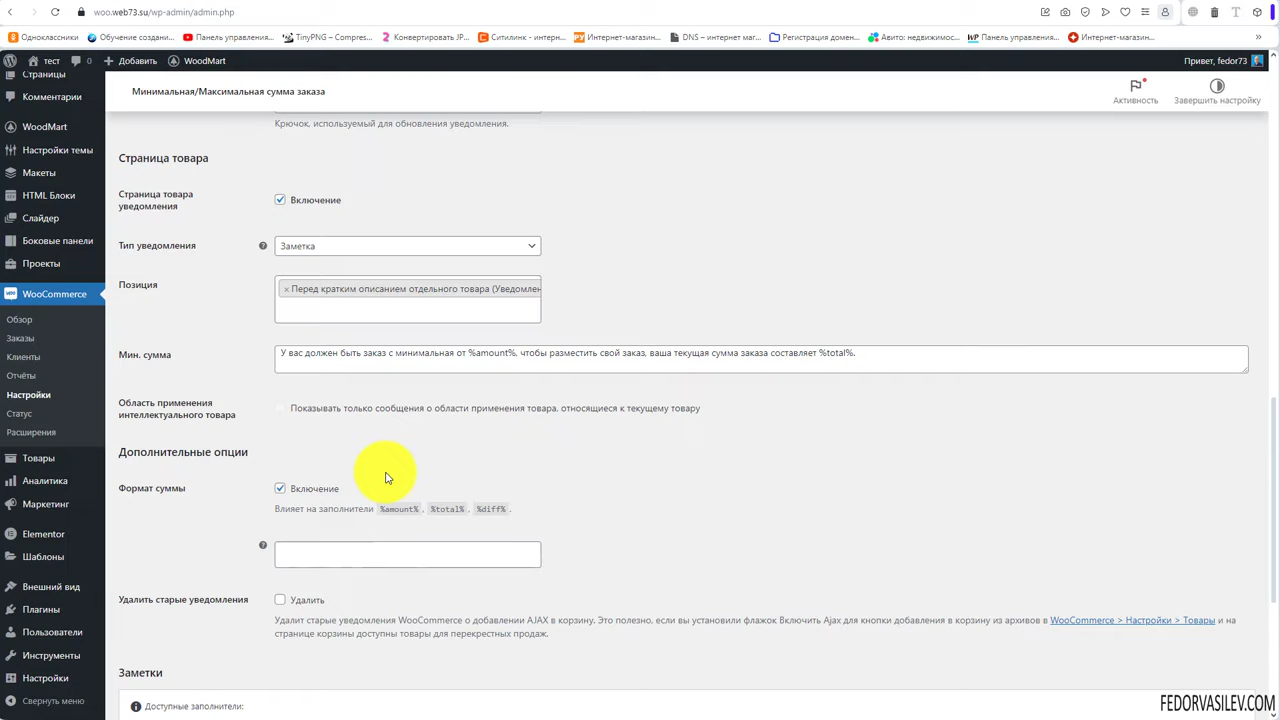 woo.web73.su/wp-admin/admin.php
Одноклассники
Обучение создани...
Панель управления...
TinyPNG – Compres...
Конвертировать JP...
Ситилинк - интерн...
Интернет-магазин...
DNS – интернет маг...
Регистрация домен...
Авито: недвижимос...
Панель управления...
Интернет-магазин...
тест
0
Добавить
WoodMart
Привет, fedor73
Страницы
Комментарии
WoodMart
Настройки темы
Макеты
HTML Блоки
Слайдер
Боковые панели
Проекты
WooCommerce
Обзор
Заказы
Клиенты
Отчёты
Настройки
Статус
Расширения
Товары
Аналитика
Маркетинг
Elementor
Шаблоны
Внешний вид
Плагины
Пользователи
Инструменты
Настройки
Свернуть меню
Минимальная/Максимальная сумма заказа
Активность
Завершить настройку
Крючок, используемый для обновления уведомления.
Страница товара
Страница товара
уведомления
Включение
Тип уведомления
Заметка
Позиция
× Перед кратким описанием отдельного товара (Уведомлен
Мин. сумма
У вас должен быть заказ с минимальная от %amount%, чтобы разместить свой заказ, ваша текущая сумма заказа составляет %total%.
Область применения
интеллектуального товара
Показывать только сообщения о области применения товара, относящиеся к текущему товару
Дополнительные опции
Формат суммы
Включение
Влияет на заполнители %amount%, %total%, %diff%.
Удалить старые уведомления
Удалить
Удалит старые уведомления WooCommerce о добавлении AJAX в корзину. Это полезно, если вы установили флажок Включить Ajax для кнопки добавления в корзину из архивов в WooCommerce > Настройки > Товары и на
странице корзины доступны товары для перекрестных продаж.
Заметки
Доступные заполнители:
FEDORVASILEV.COM